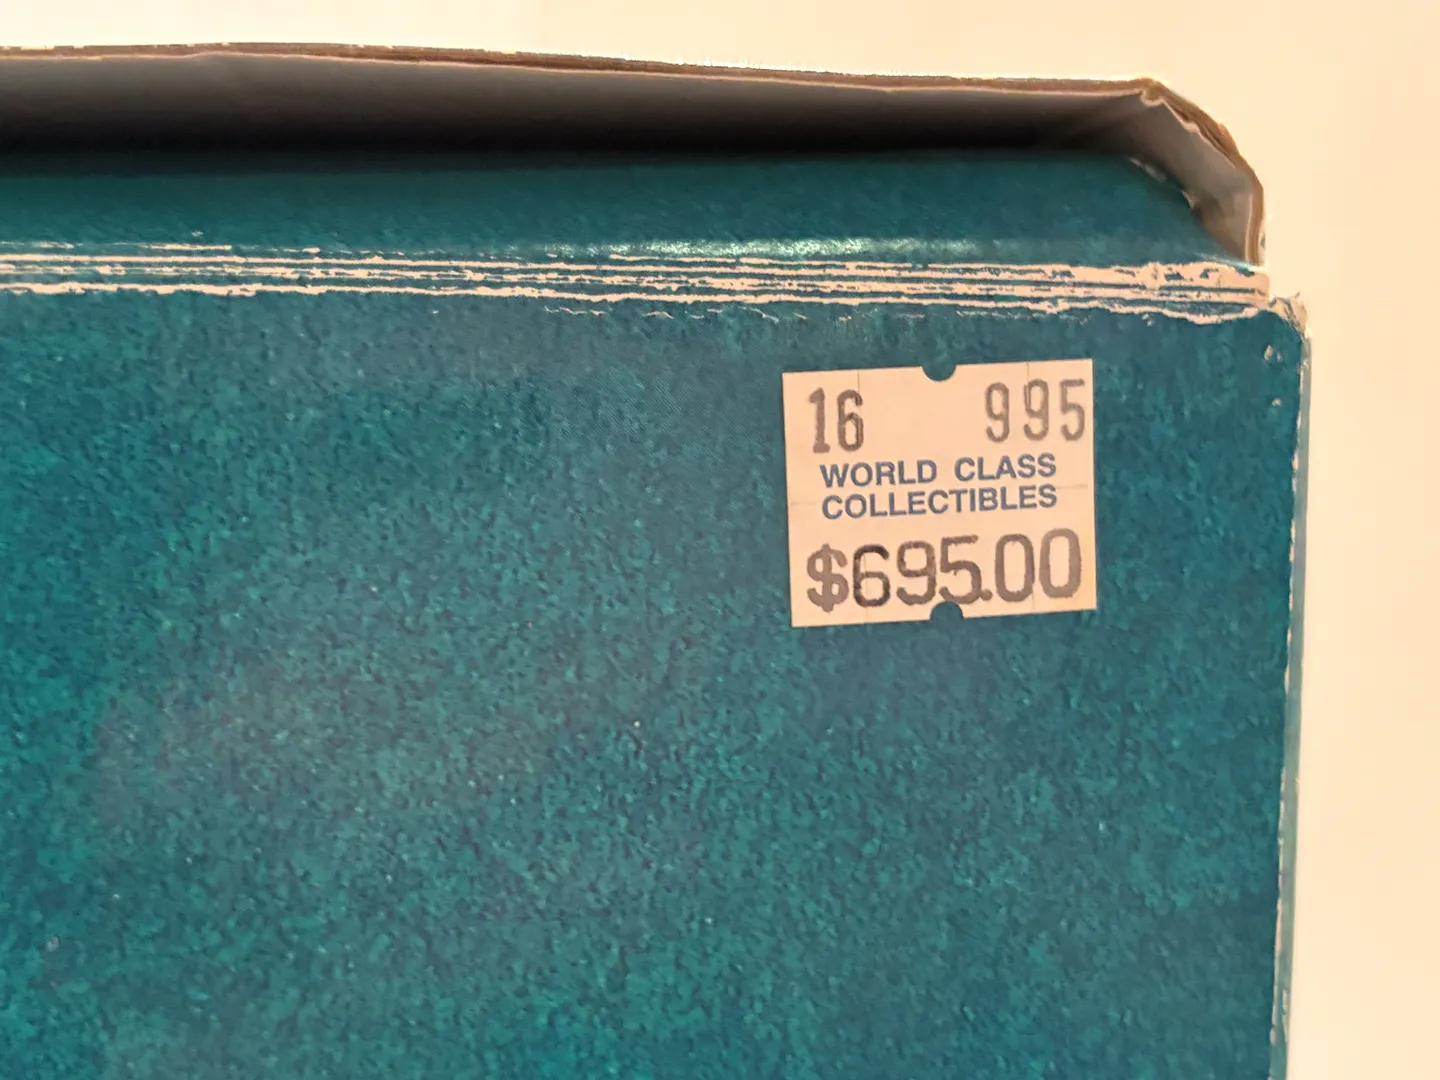 16 995
WORLD CLASS
COLLECTIBLES
$695.00